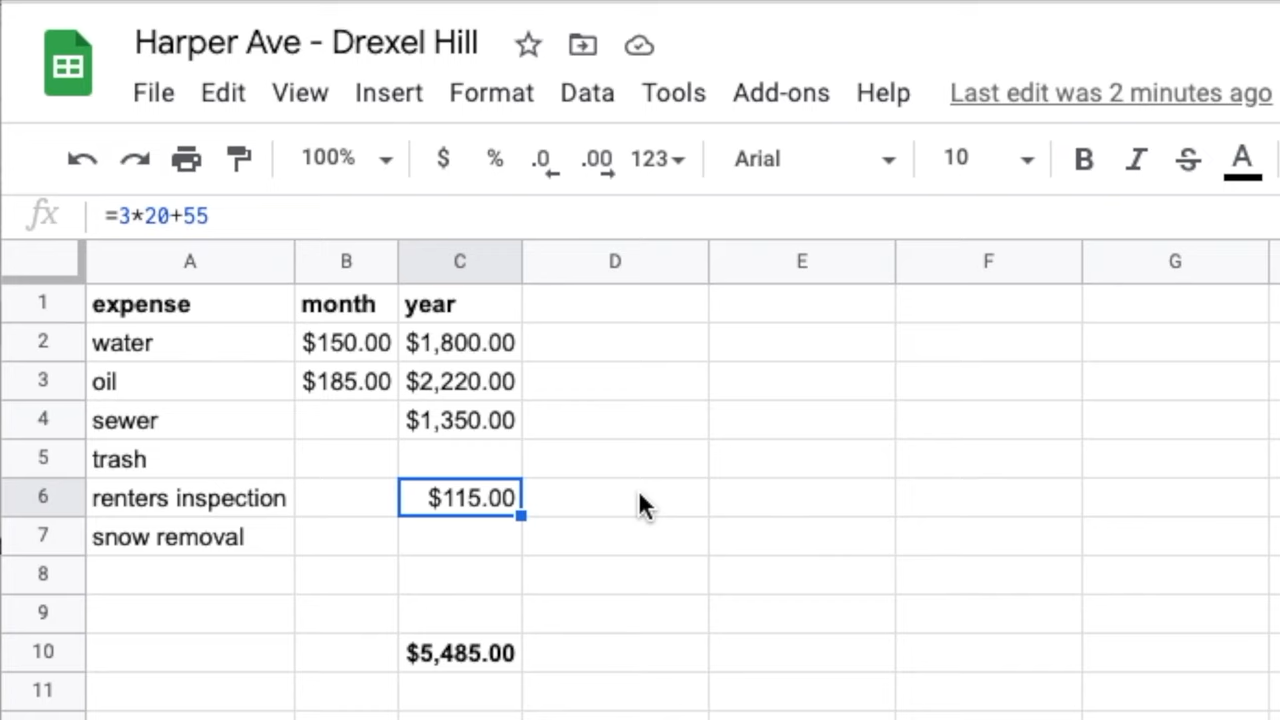 Harper Ave - Drexel Hill
File Edit View Insert Format Data Tools Add-ons Help Last edit was 2 minutes ago
100% $ % .0 .00 123 Arial 10 B I S A
fx =3*20+55
A B C D E F G
1 expense month year
2 water $150.00 $1,800.00
3 oil $185.00 $2,220.00
4 sewer $1,350.00
5 trash
6 renters inspection $115.00
7 snow removal
8
9
10 $5,485.00
11